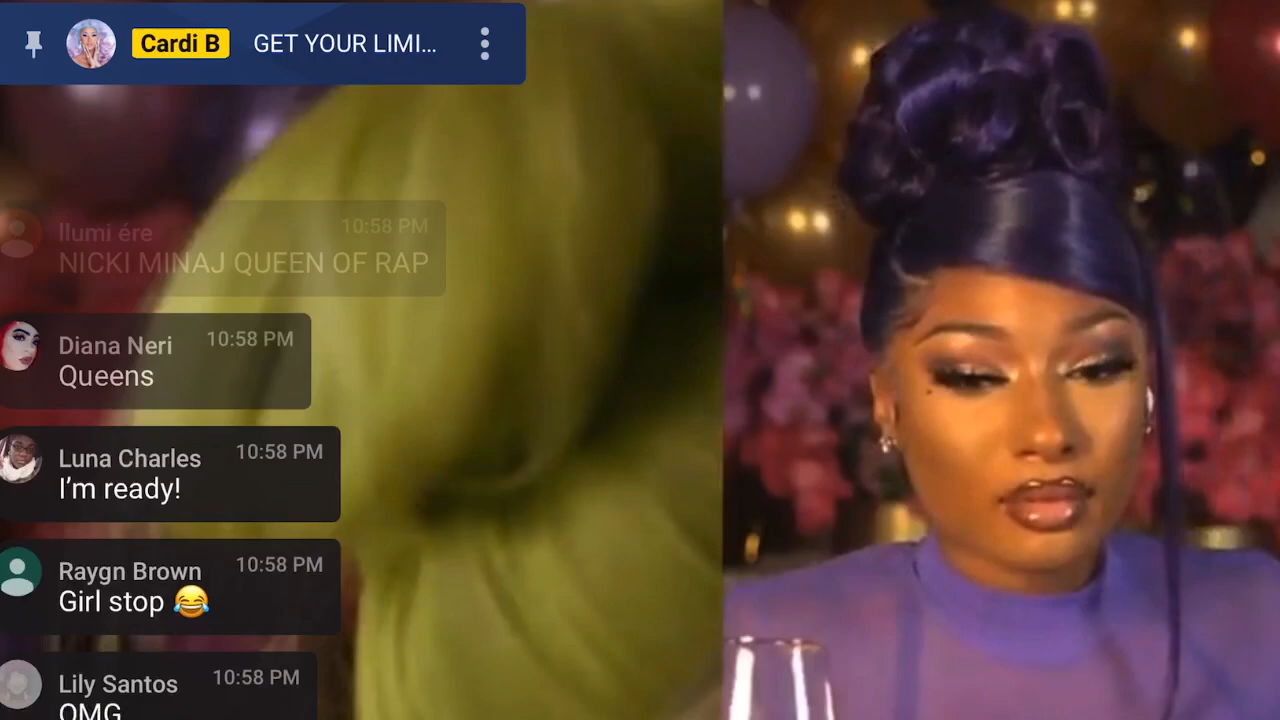 Cardi B GET YOUR LIMI...
Ilumi ére 10:58 PM
NICKI MINAJ QUEEN OF RAP
Diana Neri 10:58 PM
Queens
Luna Charles 10:58 PM
I'm ready!
Raygn Brown 10:58 PM
Girl stop 😂
Lily Santos 10:58 PM
OMG